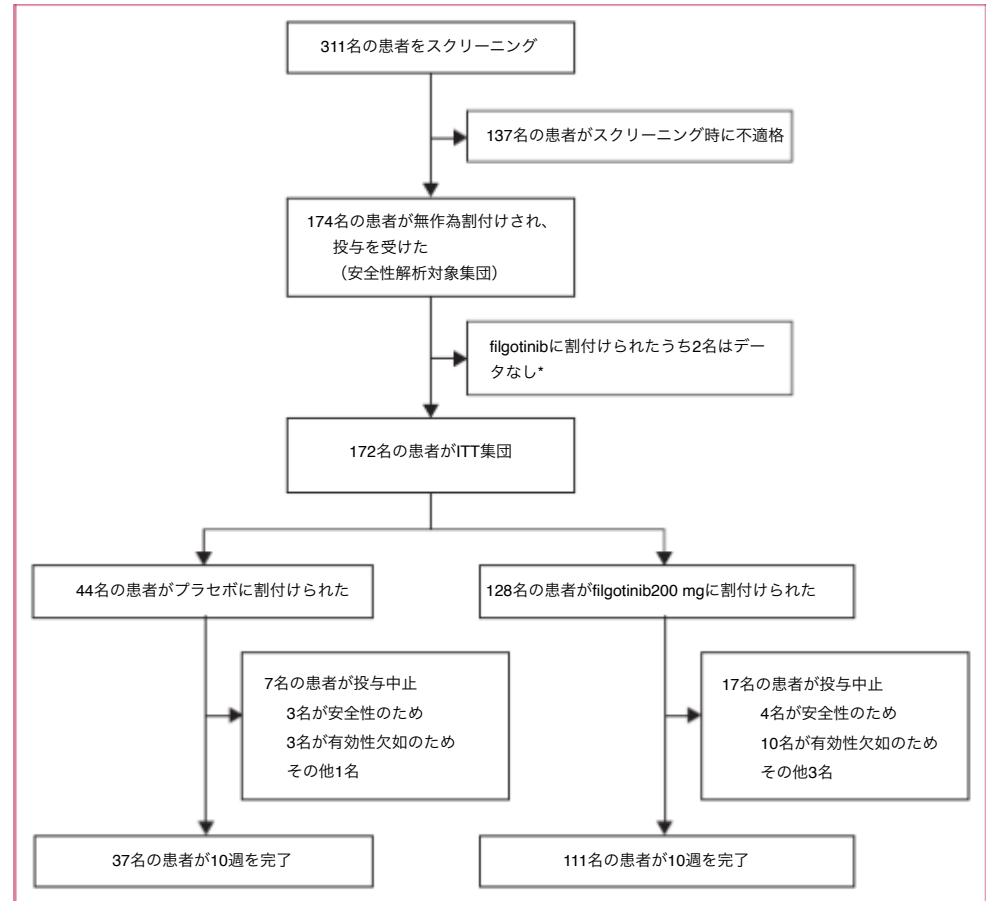 311名の患者をスクリーニング
137名の患者がスクリーニング時に不適格
174名の患者が無作為割付けされ、
投与を受けた
（安全性解析対象集団）
filgotinibに割付けられたうち2名はデー
タなし*
172名の患者がITT集団
44名の患者がプラセボに割付けられた
128名の患者がfilgotinib200 mgに割付けられた
7名の患者が投与中止
3名が安全性のため
3名が有効性欠如のため
その他1名
17名の患者が投与中止
4名が安全性のため
10名が有効性欠如のため
その他3名
37名の患者が10週を完了
111名の患者が10週を完了